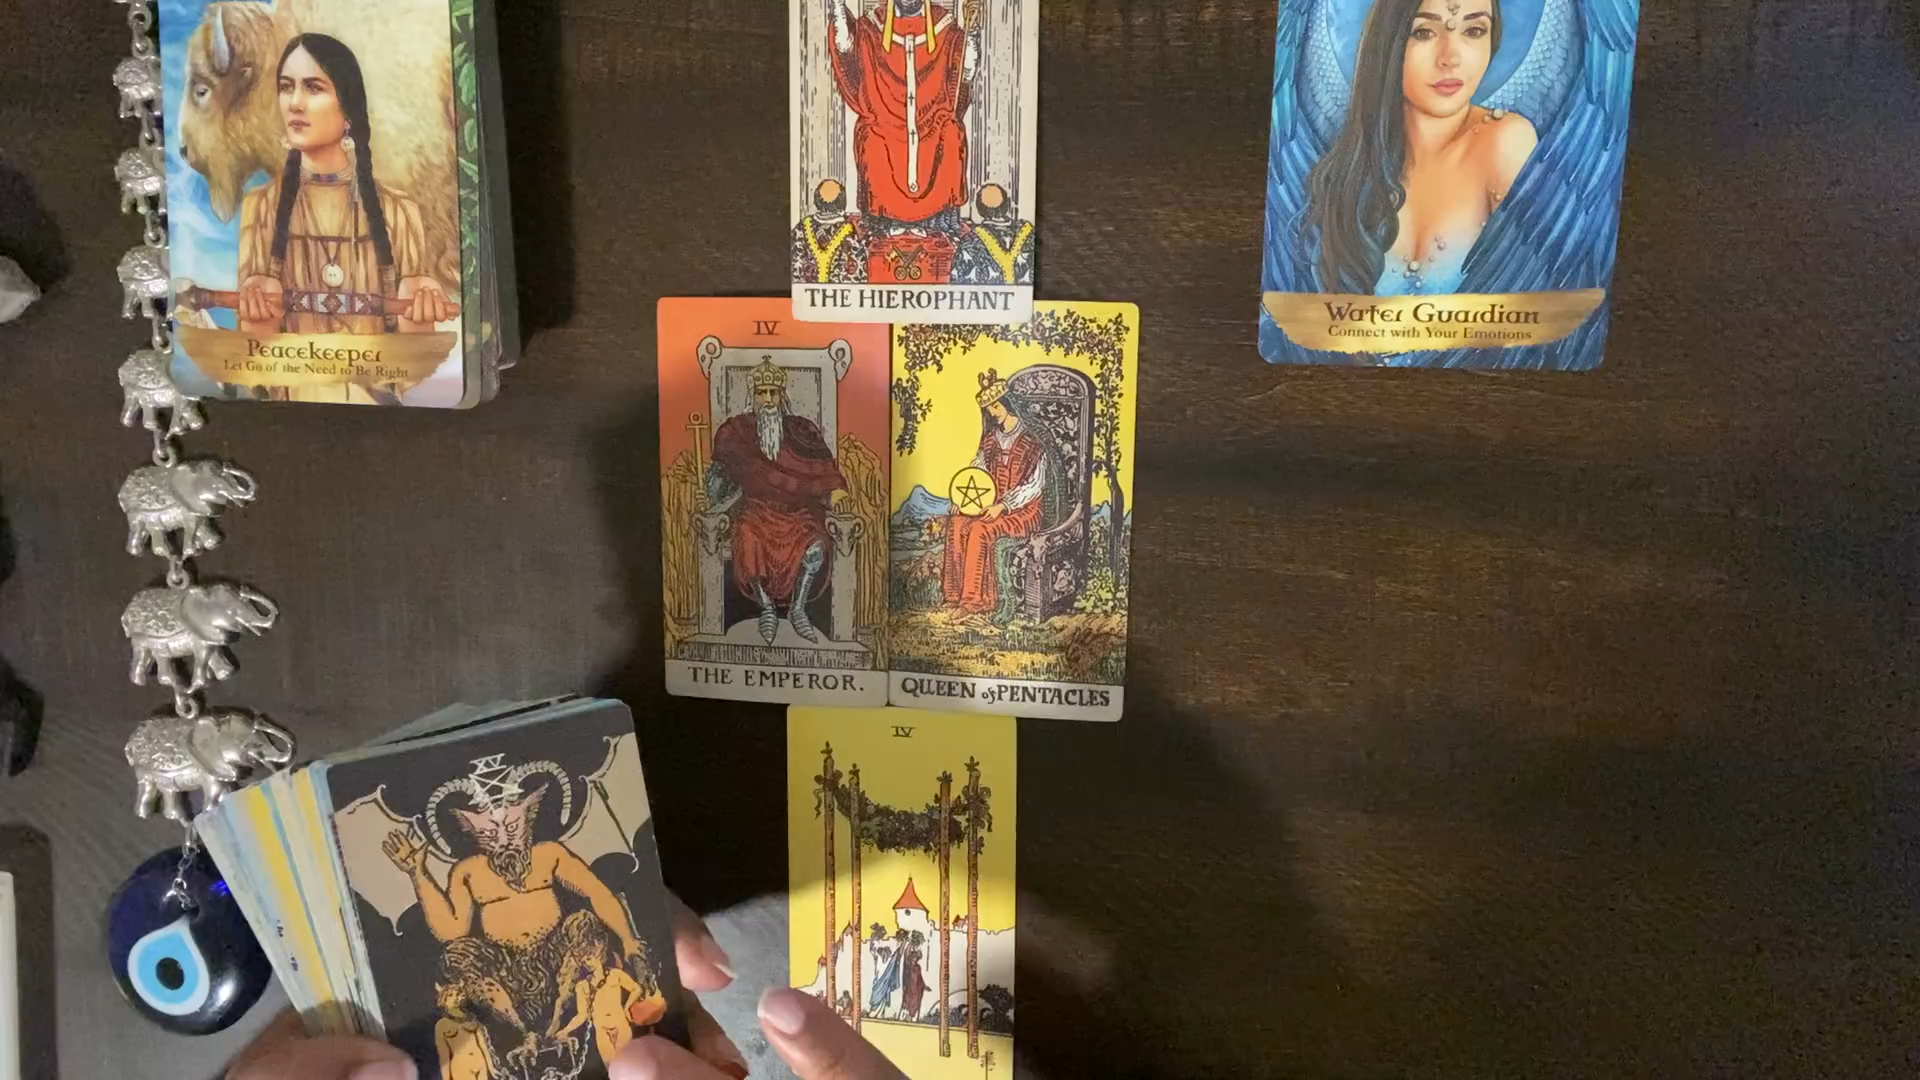 THE HIEROPHANT
Peacekeeper
Let Go of the Need to Be Right
Water Guardian
Connect with Your Emotions
IV
THE EMPEROR.
QUEEN of PENTACLES
IV
XV